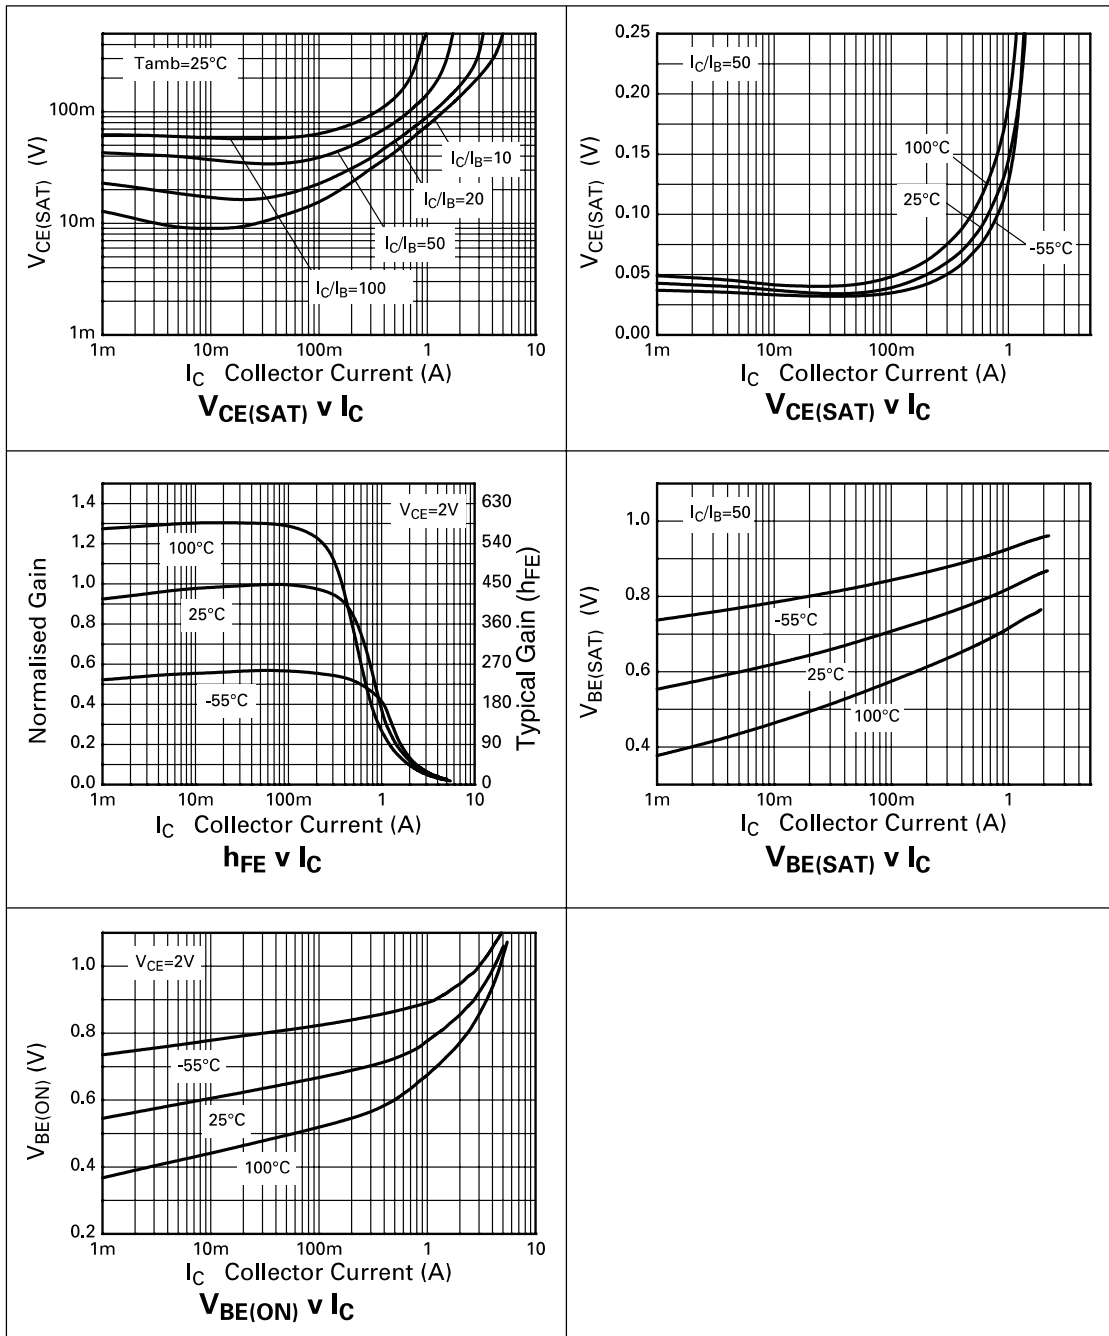 Tamb=25°C
100m
10m
1m
V_CE(SAT) (V)
I_C/I_B=10
I_C/I_B=20
I_C/I_B=50
I_C/I_B=100
1m 10m 100m 1 10
I_C Collector Current (A)
V_CE(SAT) v I_C
I_C/I_B=50
0.25
0.20
0.15
0.10
0.05
0.00
V_CE(SAT) (V)
100°C
25°C
-55°C
1m 10m 100m 1
I_C Collector Current (A)
V_CE(SAT) v I_C
V_CE=2V
1.4
1.2
1.0
0.8
0.6
0.4
0.2
0.0
Normalised Gain
100°C
25°C
-55°C
630
540
450
360
270
180
90
0
Typical Gain (h_FE)
1m 10m 100m 1 10
I_C Collector Current (A)
h_FE v I_C
I_C/I_B=50
1.0
0.8
0.6
0.4
V_BE(SAT) (V)
-55°C
25°C
100°C
1m 10m 100m 1
I_C Collector Current (A)
V_BE(SAT) v I_C
V_CE=2V
1.0
0.8
0.6
0.4
0.2
V_BE(ON) (V)
-55°C
25°C
100°C
1m 10m 100m 1 10
I_C Collector Current (A)
V_BE(ON) v I_C